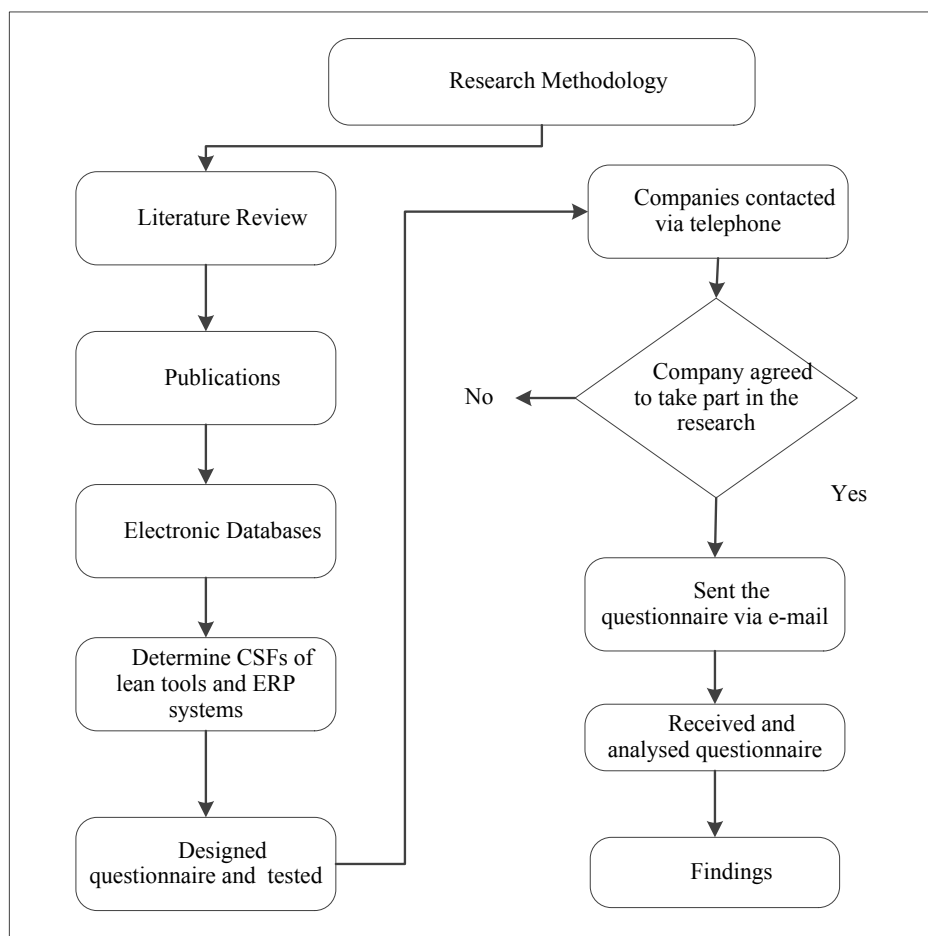 Research Methodology
Literature Review
Publications
Electronic Databases
Determine CSFs of
lean tools and ERP
systems
Designed
questionnaire and tested
Companies contacted
via telephone
Company agreed
to take part in the
research
No
Yes
Sent the
questionnaire via e-mail
Received and
analysed questionnaire
Findings